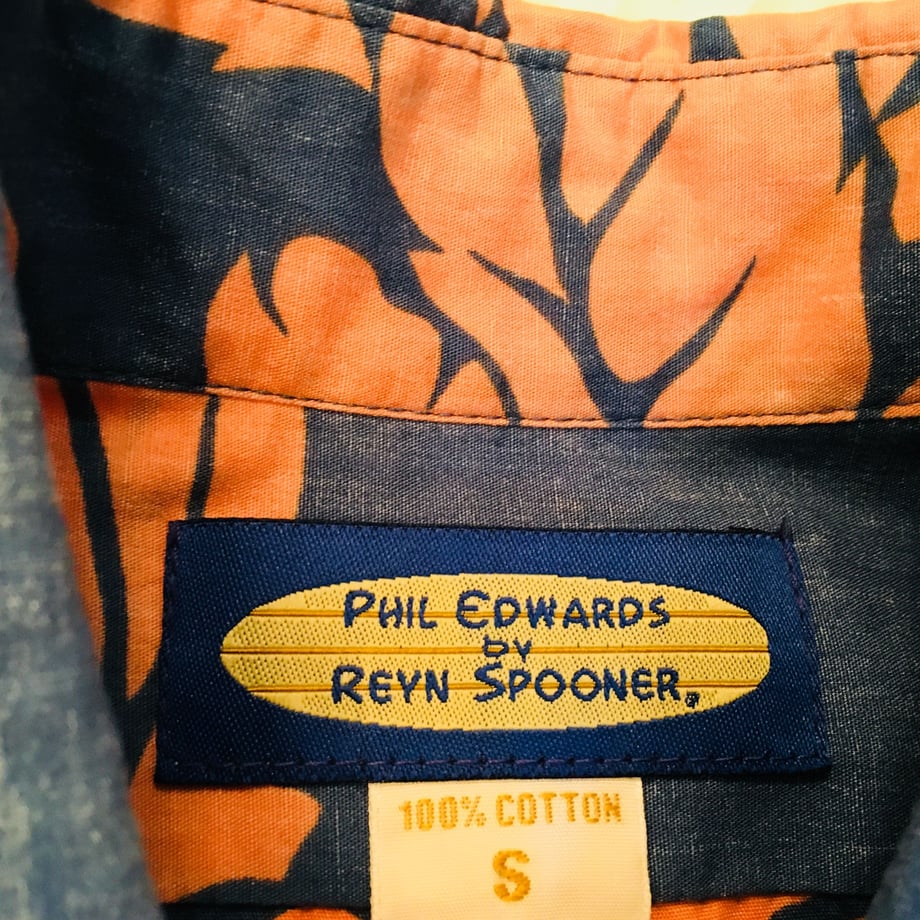 PHIL EDWARDS
by
REYN SPOONER®
100% COTTON
S